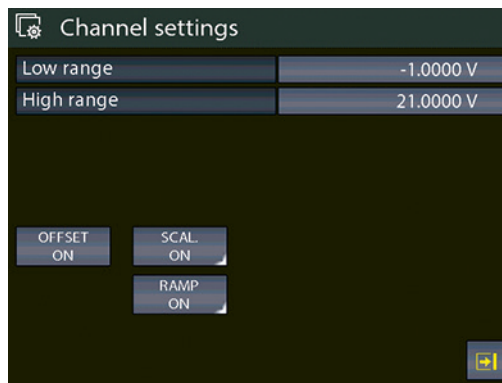 Channel settings
Low range -1.0000 V
High range 21.0000 V
OFFSET SCAL.
ON ON
RAMP
ON